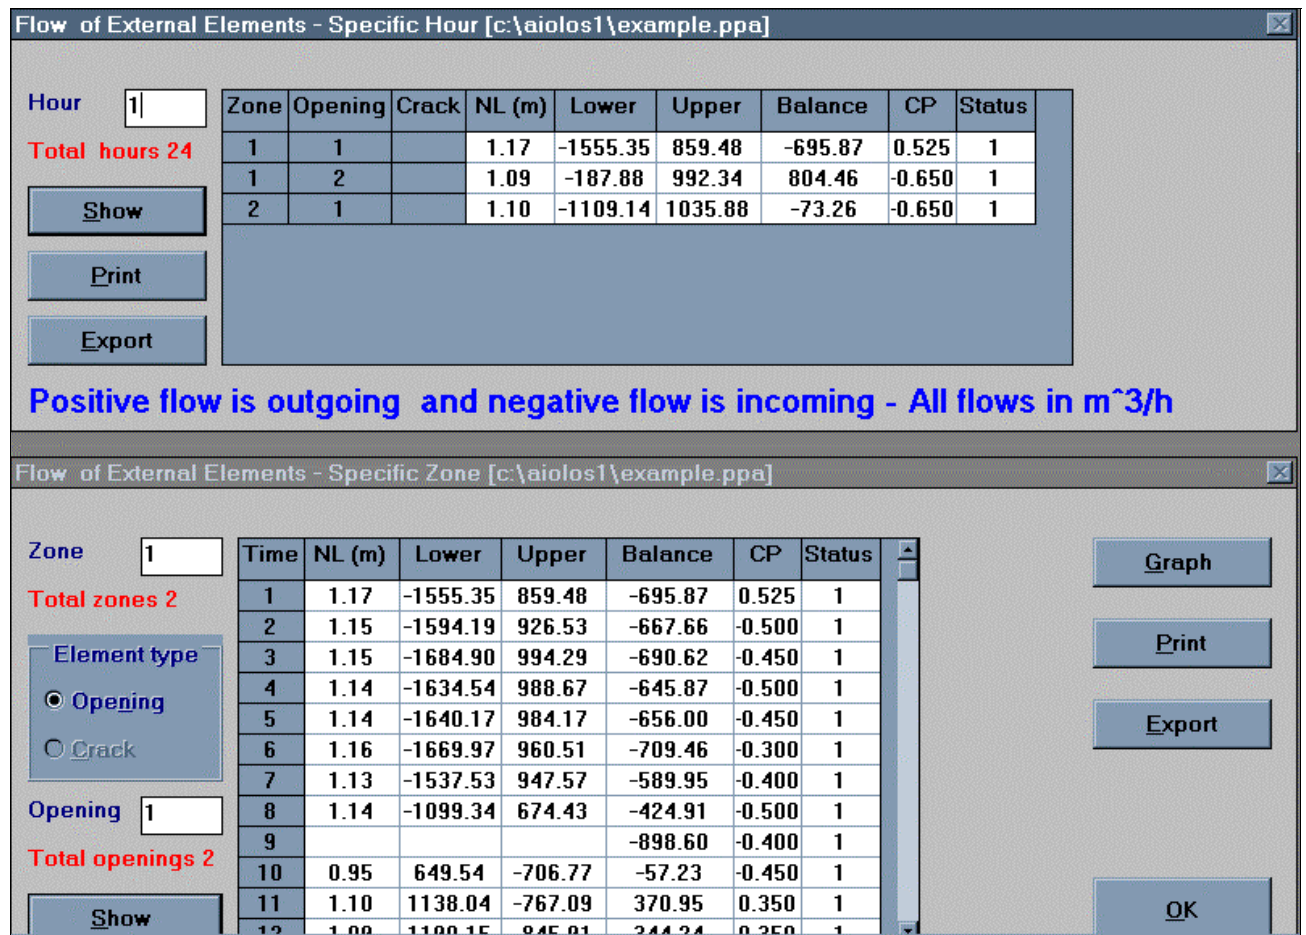 Flow of External Elements - Specific Hour [c:\aiolos1\example.ppa]
Hour 1
Total hours 24
Show
Print
Export
Zone Opening Crack NL (m) Lower Upper Balance CP Status
1 1 1.17 -1555.35 859.48 -695.87 0.525 1
1 2 1.09 -187.88 992.34 804.46 -0.650 1
2 1 1.10 -1109.14 1035.88 -73.26 -0.650 1
Positive flow is outgoing and negative flow is incoming - All flows in m^3/h
Flow of External Elements - Specific Zone [c:\aiolos1\example.ppa]
Zone 1
Total zones 2
Element type
Opening
Crack
Opening 1
Total openings 2
Show
Time NL (m) Lower Upper Balance CP Status
1 1.17 -1555.35 859.48 -695.87 0.525 1
2 1.15 -1594.19 926.53 -667.66 -0.500 1
3 1.15 -1684.90 994.29 -690.62 -0.450 1
4 1.14 -1634.54 988.67 -645.87 -0.500 1
5 1.14 -1640.17 984.17 -656.00 -0.450 1
6 1.16 -1669.97 960.51 -709.46 -0.300 1
7 1.13 -1537.53 947.57 -589.95 -0.400 1
8 1.14 -1099.34 674.43 -424.91 -0.500 1
9 -898.60 -0.400 1
10 0.95 649.54 -706.77 -57.23 -0.450 1
11 1.10 1138.04 -767.09 370.95 0.350 1
12
Graph
Print
Export
OK